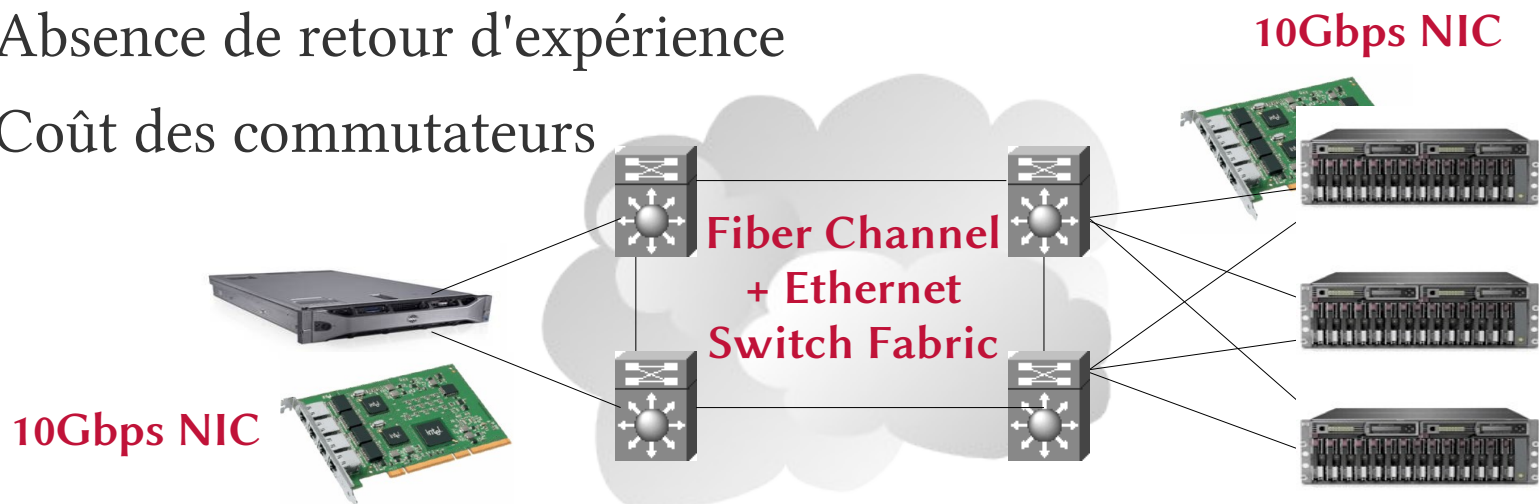 Absence de retour d'expérience
Coût des commutateurs
10Gbps NIC
Fiber Channel
+ Ethernet
Switch Fabric
10Gbps NIC